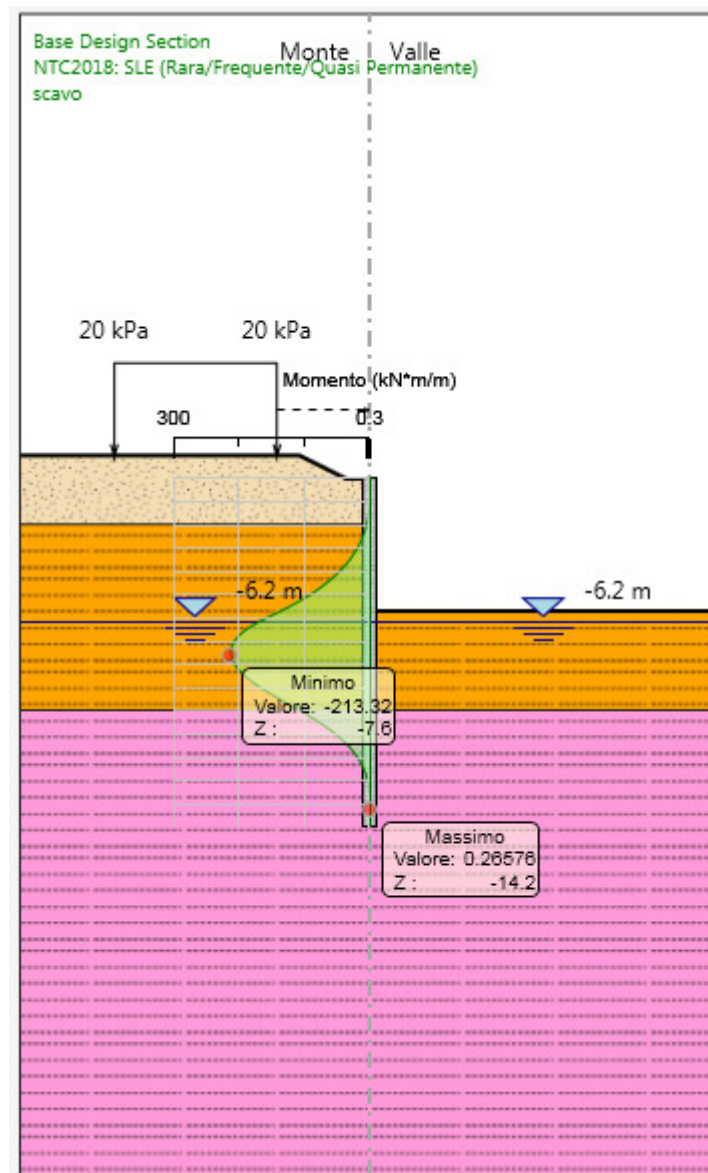 Base Design Section
Monte
Valle
NTC2018: SLE (Rara/Frequente/Quasi Permanente)
scavo
20 kPa
20 kPa
Momento (kN*m/m)
300
0.3
-6.2 m
-6.2 m
Minimo
Valore: -213.32
Z : -7.6
Massimo
Valore: 0.26576
Z : -14.2